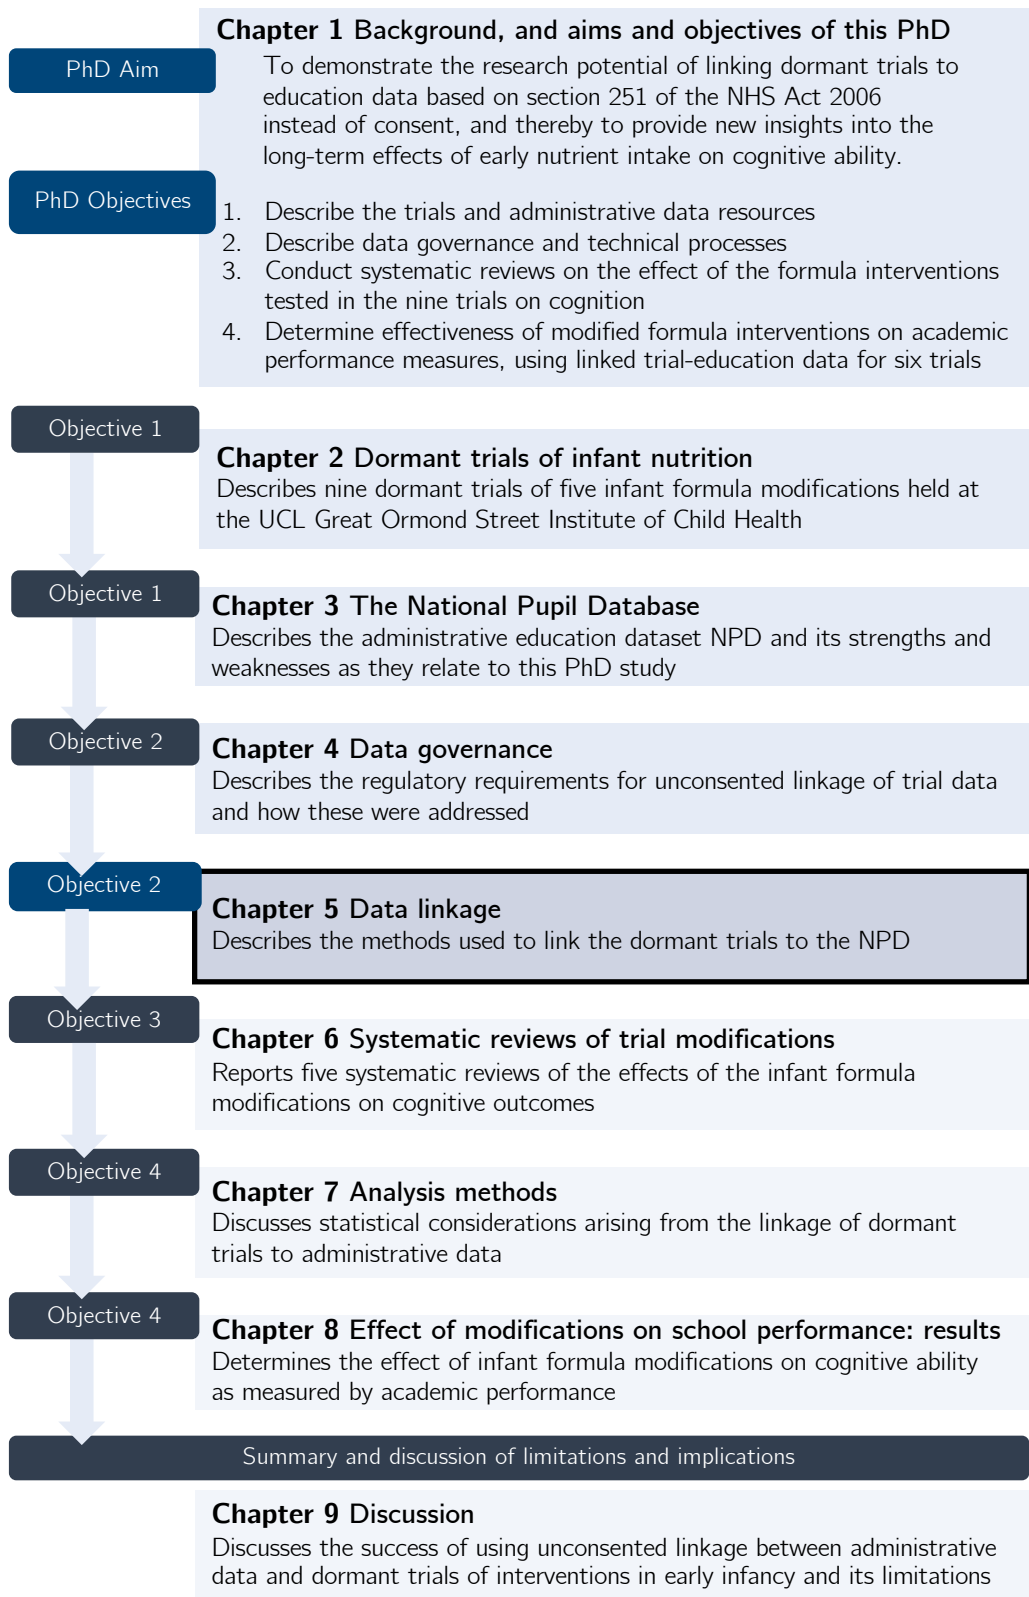 Chapter 1 Background, and aims and objectives of this PhD
PhD Aim
To demonstrate the research potential of linking dormant trials to
education data based on section 251 of the NHS Act 2006
instead of consent, and thereby to provide new insights into the
long-term effects of early nutrient intake on cognitive ability.
PhD Objectives
1. Describe the trials and administrative data resources
2. Describe data governance and technical processes
3. Conduct systematic reviews on the effect of the formula interventions
tested in the nine trials on cognition
4. Determine effectiveness of modified formula interventions on academic
performance measures, using linked trial-education data for six trials
Objective 1
Chapter 2 Dormant trials of infant nutrition
Describes nine dormant trials of five infant formula modifications held at
the UCL Great Ormond Street Institute of Child Health
Objective 1
Chapter 3 The National Pupil Database
Describes the administrative education dataset NPD and its strengths and
weaknesses as they relate to this PhD study
Objective 2
Chapter 4 Data governance
Describes the regulatory requirements for unconsented linkage of trial data
and how these were addressed
Objective 2
Chapter 5 Data linkage
Describes the methods used to link the dormant trials to the NPD
Objective 3
Chapter 6 Systematic reviews of trial modifications
Reports five systematic reviews of the effects of the infant formula
modifications on cognitive outcomes
Objective 4
Chapter 7 Analysis methods
Discusses statistical considerations arising from the linkage of dormant
trials to administrative data
Objective 4
Chapter 8 Effect of modifications on school performance: results
Determines the effect of infant formula modifications on cognitive ability
as measured by academic performance
Summary and discussion of limitations and implications
Chapter 9 Discussion
Discusses the success of using unconsented linkage between administrative
data and dormant trials of interventions in early infancy and its limitations